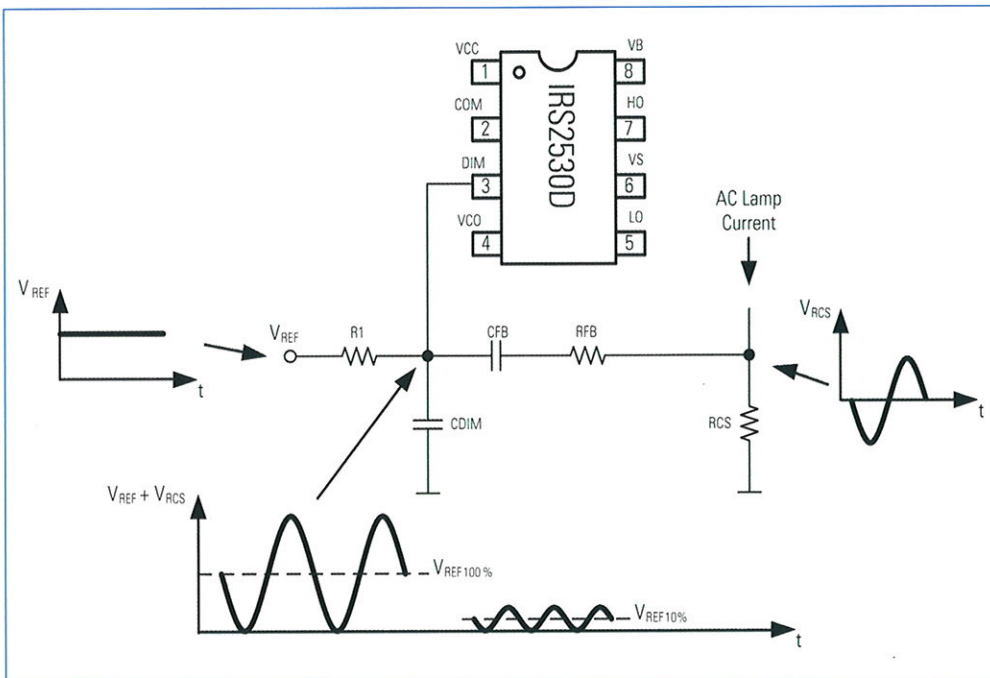 VCC
1
COM
2
DIM
3
VCO
4
IRS2530D
VB
8
HO
7
VS
6
LO
5
AC Lamp
Current
VREF
t
VREF
R1
CFB
RFB
CDIM
RCS
VRCS
t
VREF + VRCS
VREF100%
VREF10%
t